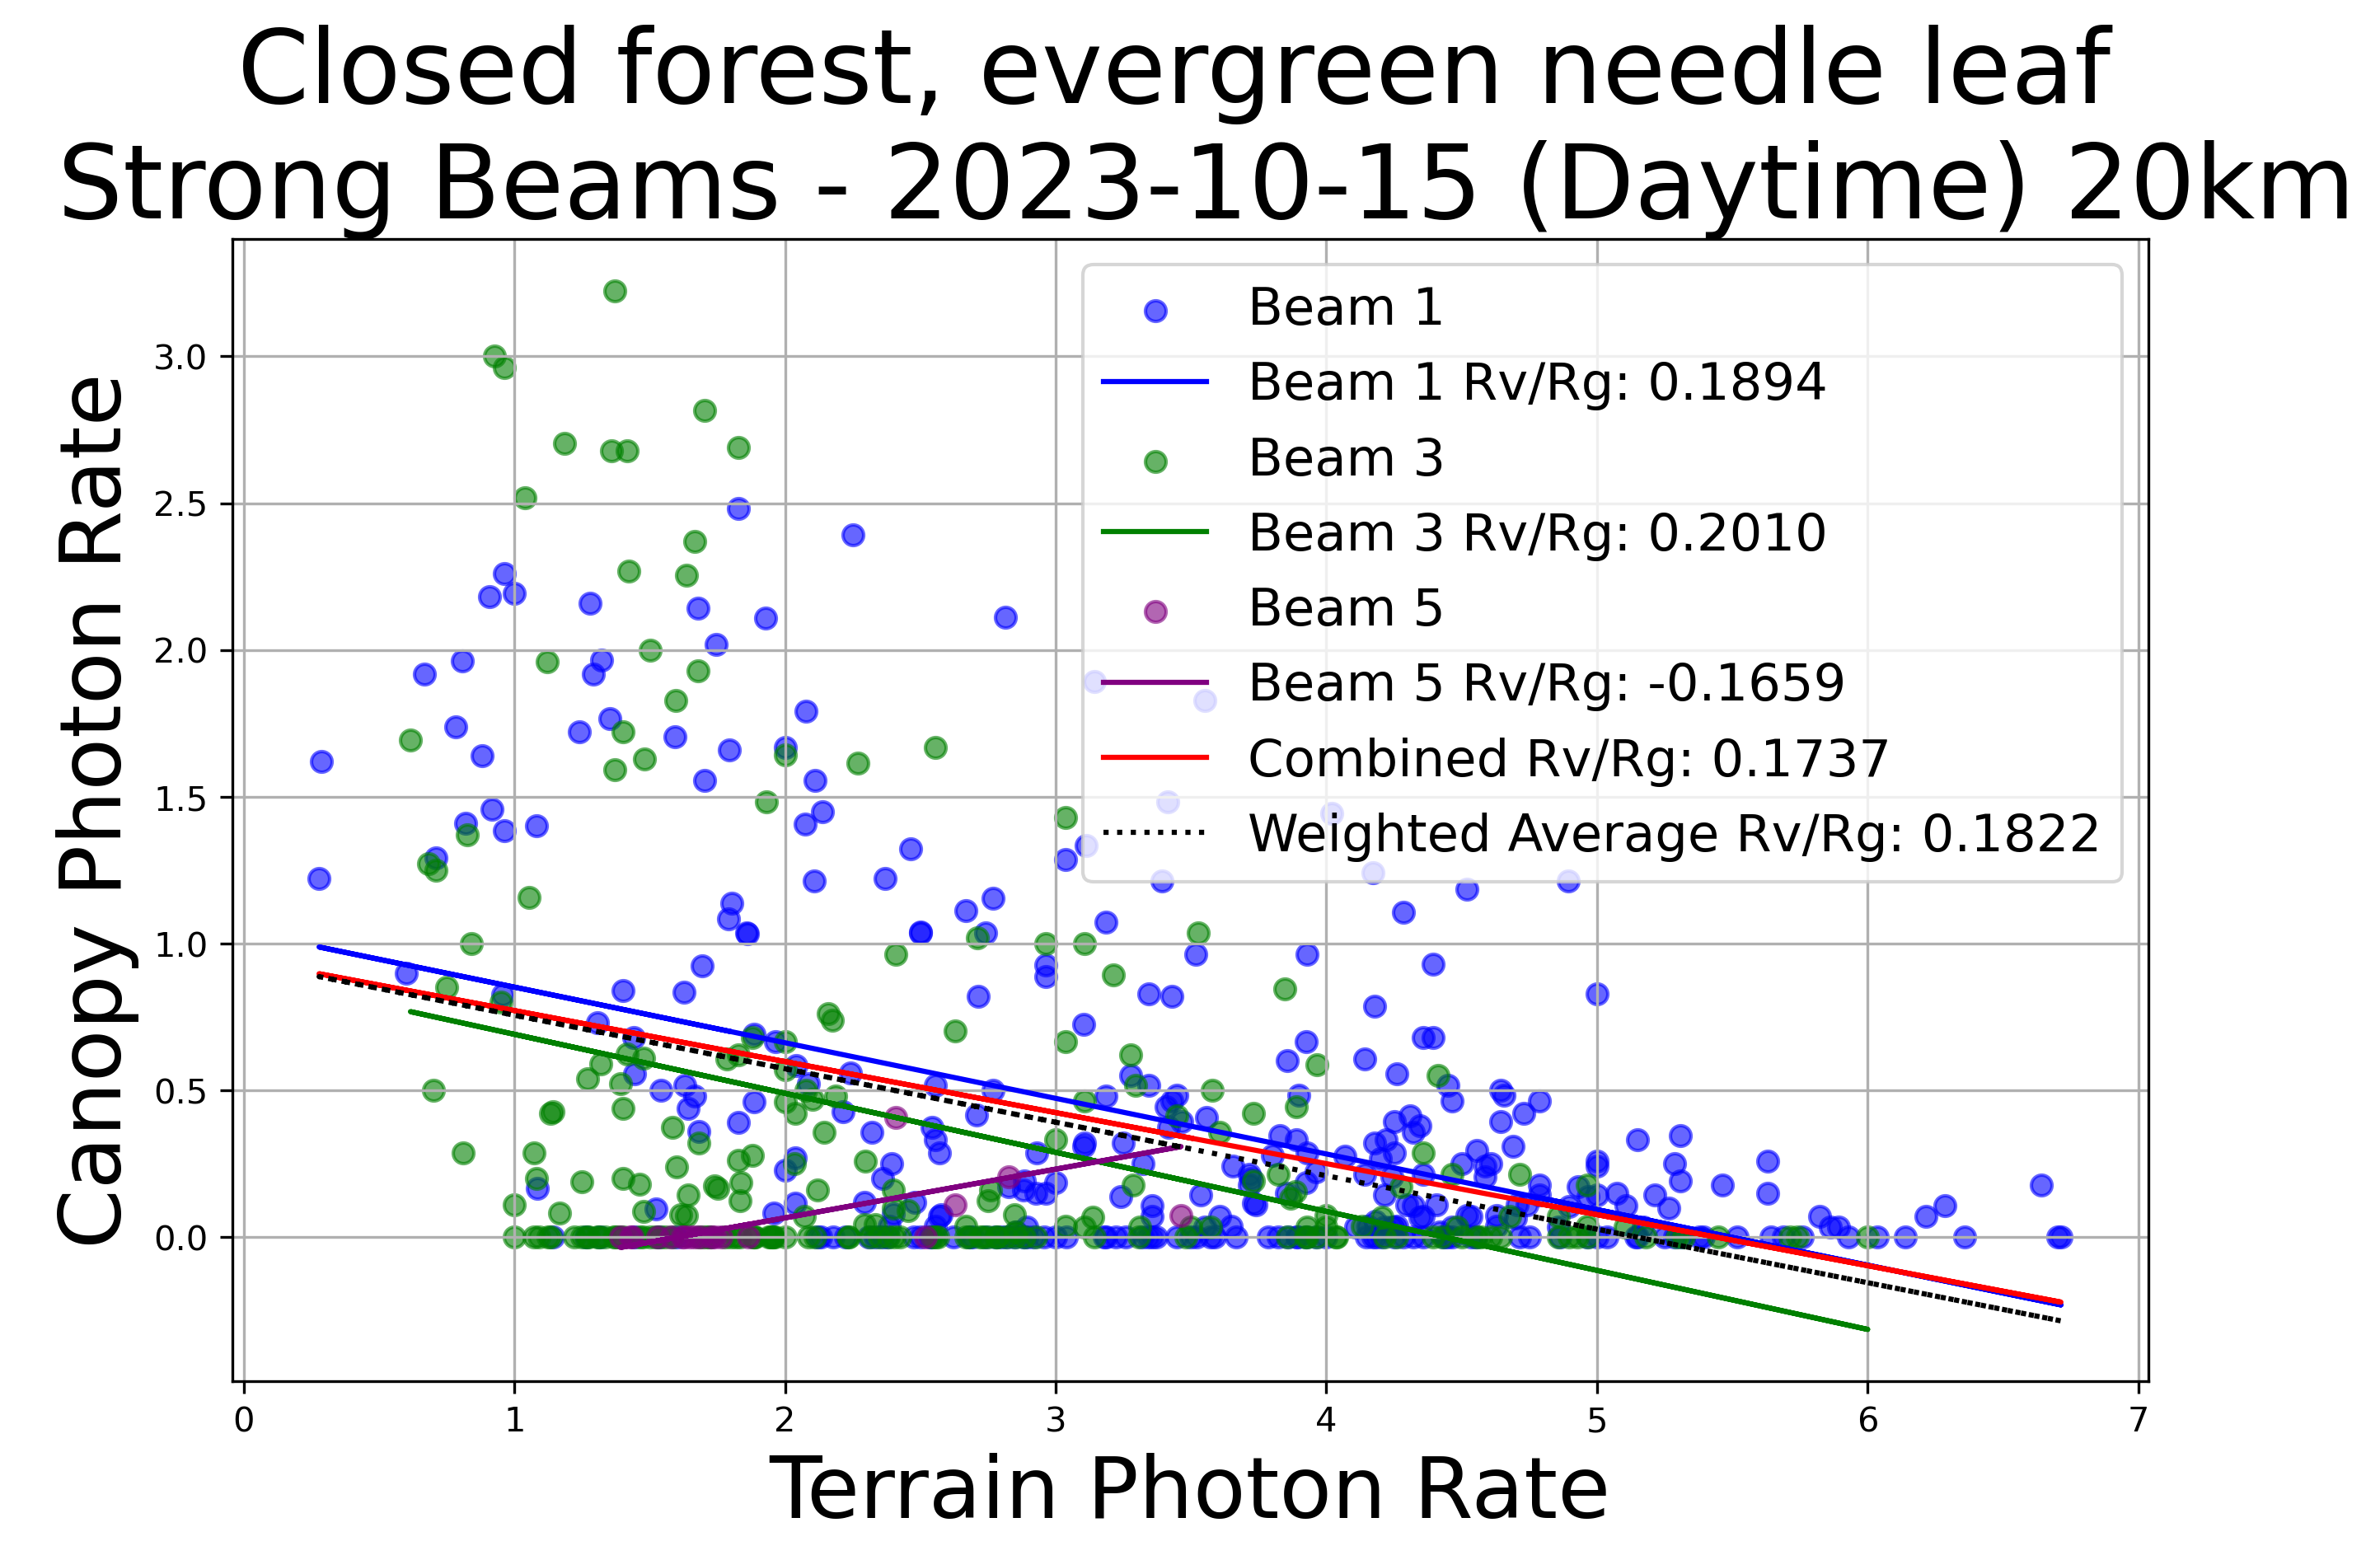 Closed forest, evergreen needle leaf
Strong Beams - 2023-10-15 (Daytime) 20km
Canopy Photon Rate
3.0
2.5
2.0
1.5
1.0
0.5
0.0
Beam 1
Beam 1 Rv/Rg: 0.1894
Beam 3
Beam 3 Rv/Rg: 0.2010
Beam 5
Beam 5 Rv/Rg: -0.1659
Combined Rv/Rg: 0.1737
Weighted Average Rv/Rg: 0.1822
0 1 2 3 4 5 6 7
Terrain Photon Rate